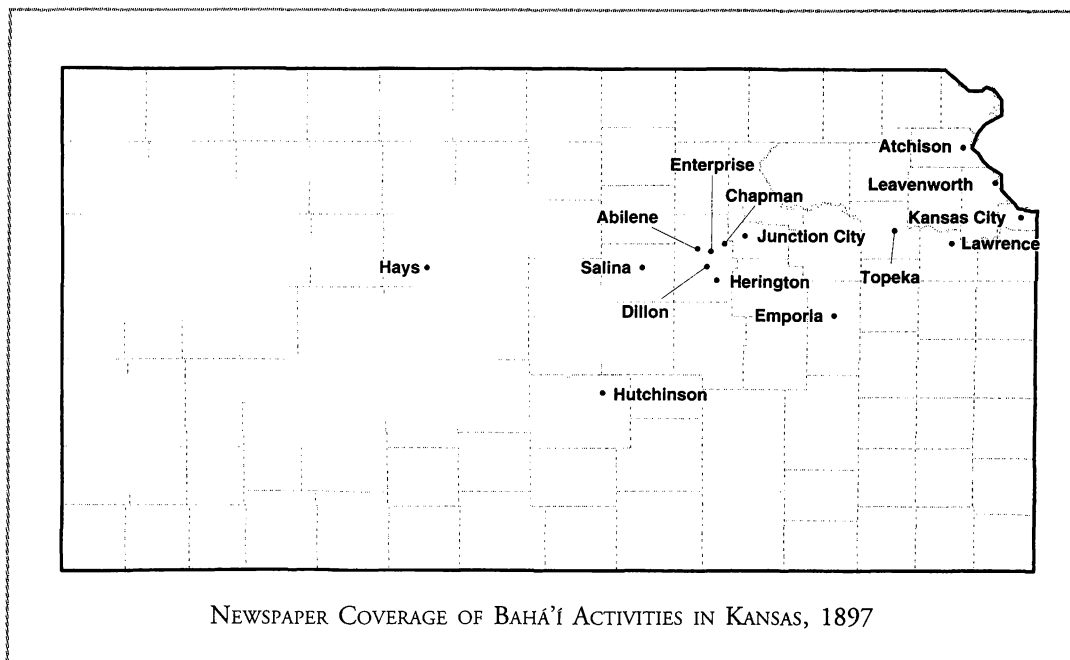 Atchison
Enterprise
Leavenworth
Chapman
Abilene
Kansas City
Junction City
Lawrence
Hays
Salina
Topeka
Herington
Dillon
Emporia
Hutchinson
NEWSPAPER COVERAGE OF BAHÁ'Í ACTIVITIES IN KANSAS, 1897